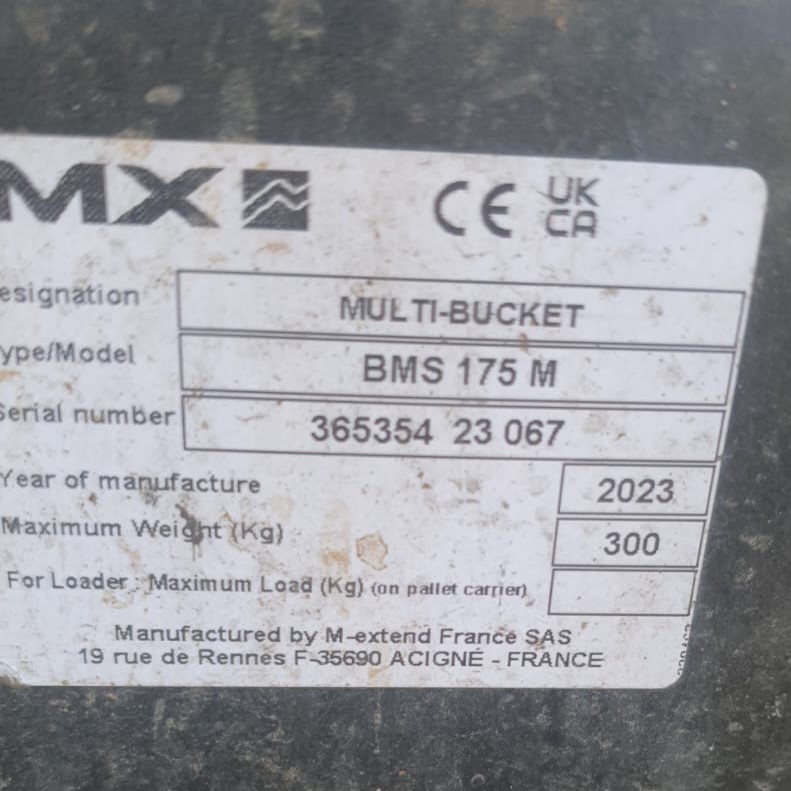 MX CE UK CA
esignation MULTI-BUCKET
ype/Model BMS 175 M
Serial number 365354 23 067
Year of manufacture 2023
Maximum Weight (Kg) 300
For Loader : Maximum Load (Kg) (on pallet carrier)
Manufactured by M-extend France SAS
19 rue de Rennes F-35690 ACIGNÉ - FRANCE